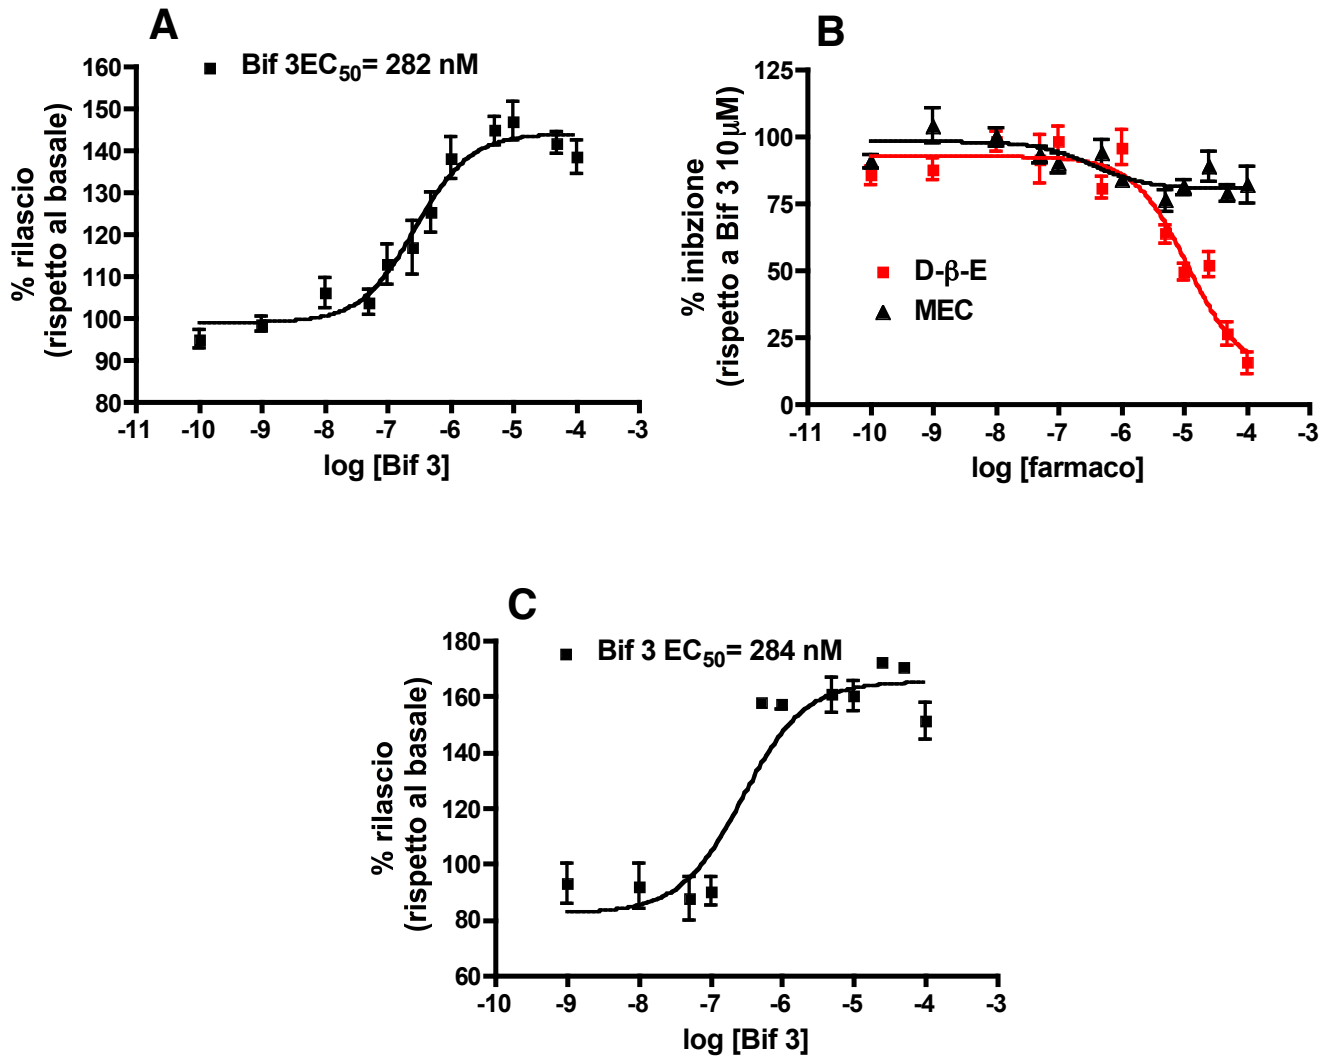 A
Bif 3EC50= 282 nM
% rilascio
(rispetto al basale)
160
150
140
130
120
110
100
90
80
-11 -10 -9 -8 -7 -6 -5 -4 -3
log [Bif 3]
B
% inibzione
(rispetto a Bif 3 10 µM)
125
100
75
50
25
0
D-β-E
MEC
-11 -10 -9 -8 -7 -6 -5 -4 -3
log [farmaco]
C
Bif 3 EC50= 284 nM
% rilascio
(rispetto al basale)
180
160
140
120
100
80
60
-10 -9 -8 -7 -6 -5 -4 -3
log [Bif 3]